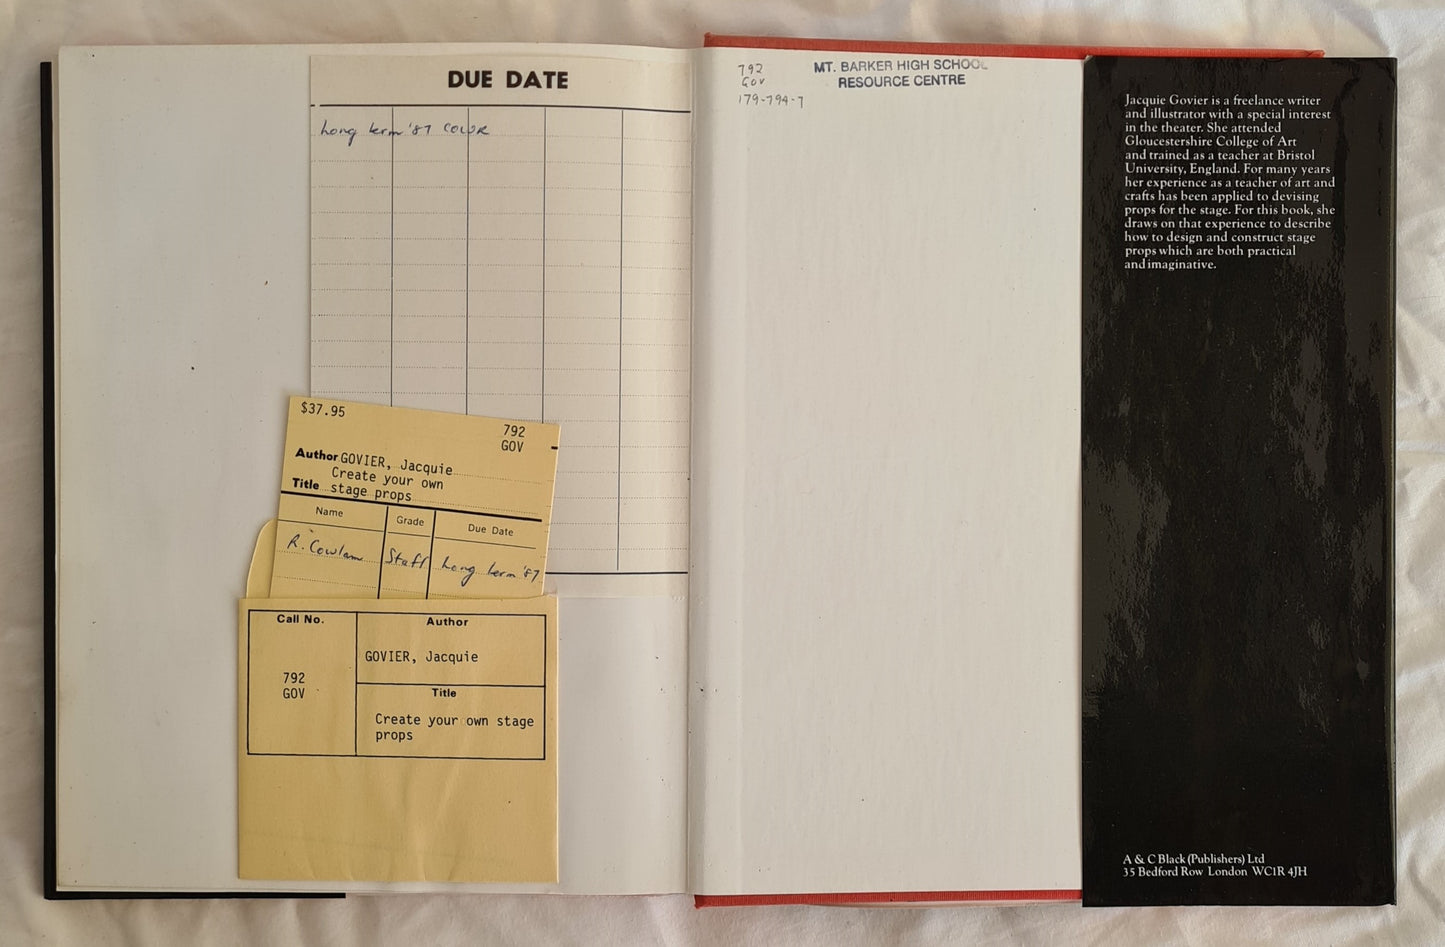 DUE DATE
Long term '87 COWR
$37.95
792
GOV
Author GOVIER, Jacquie
Create your own
Title stage props
Name Grade Due Date
R. Cowlam Staff Long term '87
Call No. Author
GOVIER, Jacquie
792
GOV
Title
Create your own stage
props
792
GOV
179-794-7
MT. BARKER HIGH SCHOOL
RESOURCE CENTRE
Jacquie Govier is a freelance writer
and illustrator with a special interest
in the theater. She attended
Gloucestershire College of Art
and trained as a teacher at Bristol
University, England. For many years
her experience as a teacher of art and
crafts has been applied to devising
props for the stage. For this book, she
draws on that experience to describe
how to design and construct stage
props which are both practical
and imaginative.
A & C Black (Publishers) Ltd
35 Bedford Row London WC1R 4JH